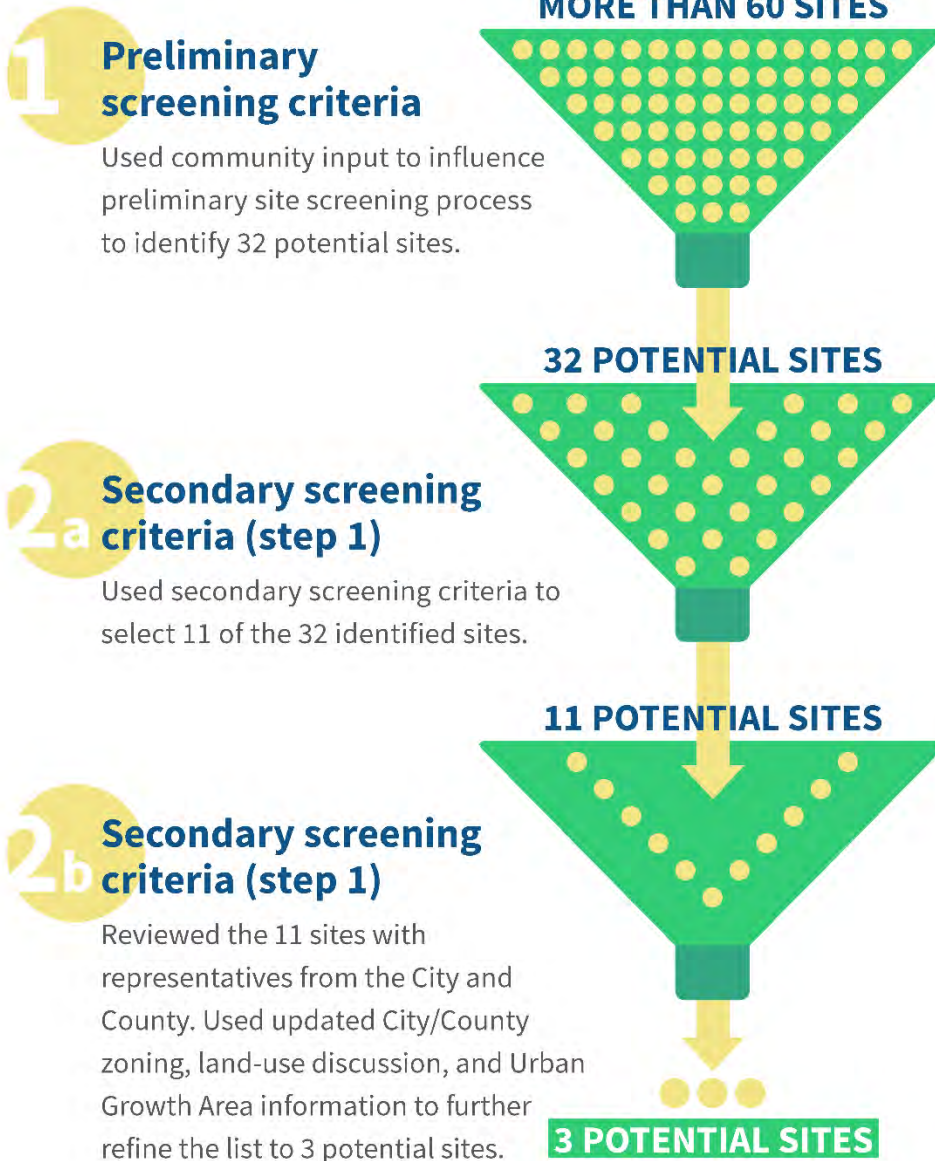 MORE THAN 60 SITES
1
Preliminary
screening criteria
Used community input to influence
preliminary site screening process
to identify 32 potential sites.
32 POTENTIAL SITES
2a
Secondary screening
criteria (step 1)
Used secondary screening criteria to
select 11 of the 32 identified sites.
11 POTENTIAL SITES
2b
Secondary screening
criteria (step 1)
Reviewed the 11 sites with
representatives from the City and
County. Used updated City/County
zoning, land-use discussion, and Urban
Growth Area information to further
refine the list to 3 potential sites.
3 POTENTIAL SITES